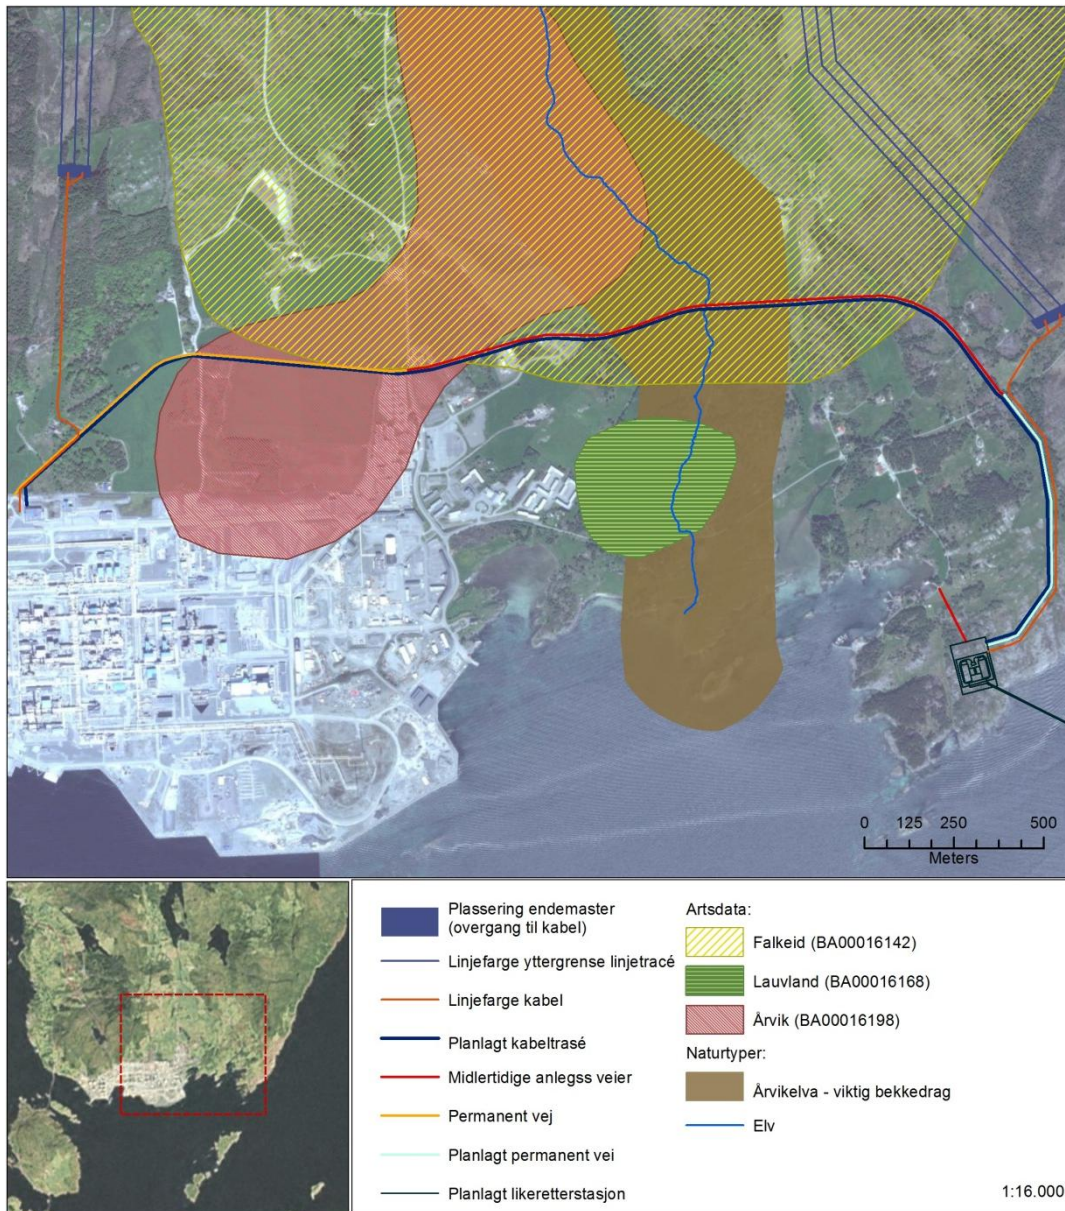 0 125 250 500
Meters
Plassering endemaster
(overgang til kabel)
Linjefarge yttergrense linjetracé
Linjefarge kabel
Planlagt kabeltrasé
Midlertidige anlegss veier
Permanent vej
Planlagt permanent vei
Planlagt likeretterstasjon
Artsdata:
Falkeid (BA00016142)
Lauvland (BA00016168)
Årvik (BA00016198)
Naturtyper:
Årvikelva - viktig bekkedrag
Elv
1:16.000